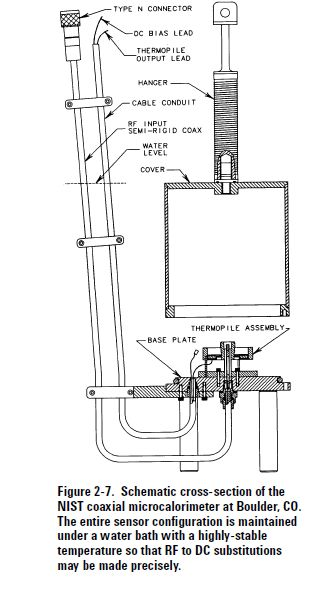 TYPE N CONNECTOR
DC BIAS LEAD
THERMOPILE
OUTPUT LEAD
HANGER
CABLE CONDUIT
RF INPUT
SEMI-RIGID COAX
WATER
LEVEL
COVER
THERMOPILE ASSEMBLY
BASE PLATE
Figure 2-7. Schematic cross-section of the
NIST coaxial microcalorimeter at Boulder, CO.
The entire sensor configuration is maintained
under a water bath with a highly-stable
temperature so that RF to DC substitutions
may be made precisely.